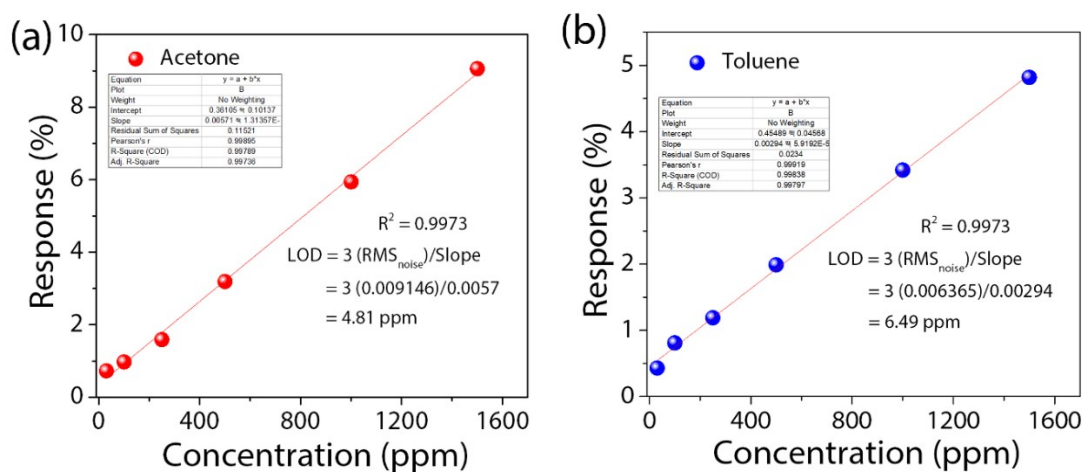 (a)
Acetone
Equation y = a + b*x
Plot B
Weight No Weighting
Intercept 0.36105 ± 0.10137
Slope 0.00571 ± 1.31357E-
Residual Sum of Squares 0.11521
Pearson's r 0.99895
R-Square (COD) 0.99789
Adj. R-Square 0.99736
R² = 0.9973
LOD = 3 (RMSnoise)/Slope
= 3 (0.009146)/0.0057
= 4.81 ppm
Response (%)
10
8
6
4
2
0
0 400 800 1200 1600
Concentration (ppm)
(b)
Toluene
Equation y = a + b*x
Plot B
Weight No Weighting
Intercept 0.45489 ± 0.04568
Slope 0.00294 ± 5.9192E-5
Residual Sum of Squares 0.0234
Pearson's r 0.99919
R-Square (COD) 0.99838
Adj. R-Square 0.99797
R² = 0.9973
LOD = 3 (RMSnoise)/Slope
= 3 (0.006365)/0.00294
= 6.49 ppm
Response (%)
5
4
3
2
1
0
0 400 800 1200 1600
Concentration (ppm)